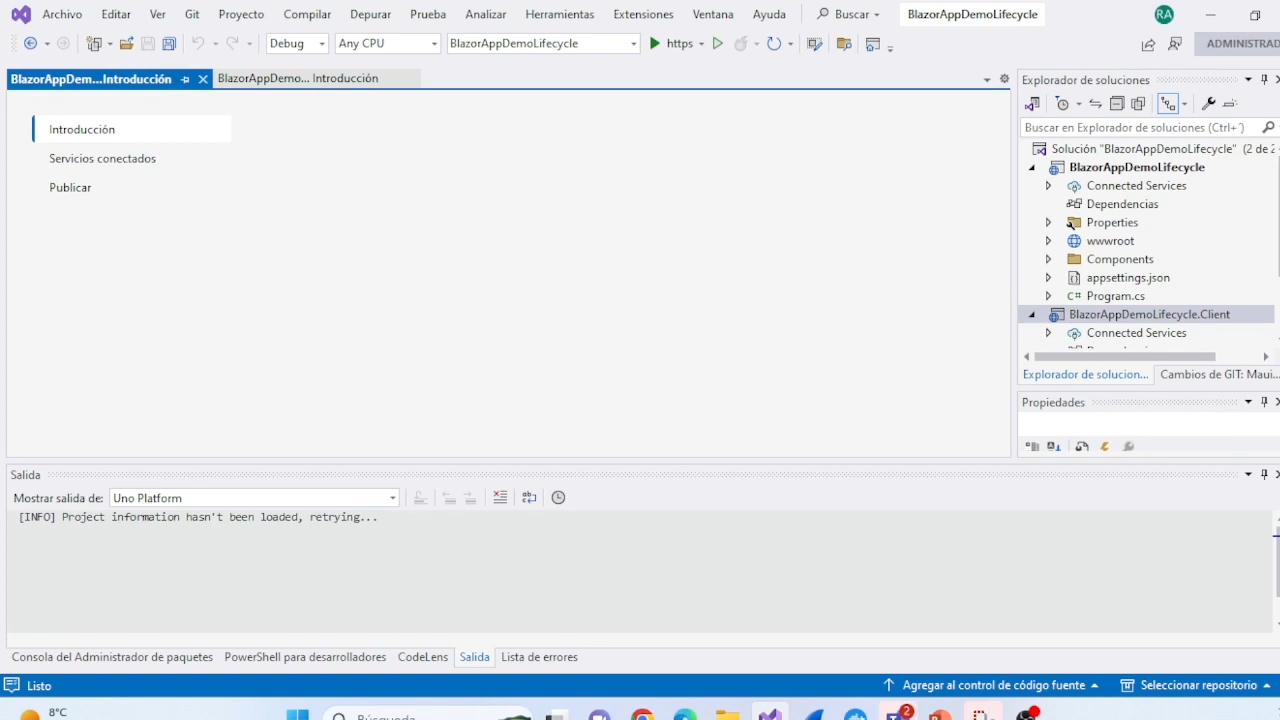 Archivo Editar Ver Git Proyecto Compilar Depurar Prueba Analizar Herramientas Extensiones Ventana Ayuda Buscar BlazorAppDemoLifecycle RA
Debug Any CPU BlazorAppDemoLifecycle https ADMINISTRAD
BlazorAppDem...Introducción BlazorAppDemo... Introducción
Introducción
Servicios conectados
Publicar
Explorador de soluciones
Buscar en Explorador de soluciones (Ctrl+´)
Solución "BlazorAppDemoLifecycle" (2 de 2
BlazorAppDemoLifecycle
Connected Services
Dependencias
Properties
wwwroot
Components
appsettings.json
C# Program.cs
BlazorAppDemoLifecycle.Client
Connected Services
Explorador de solucion... Cambios de GIT: Maui...
Propiedades
Salida
Mostrar salida de: Uno Platform
[INFO] Project information hasn't been loaded, retrying...
Consola del Administrador de paquetes PowerShell para desarrolladores CodeLens Salida Lista de errores
Listo Agregar al control de código fuente Seleccionar repositorio
8°C Búsqueda 2